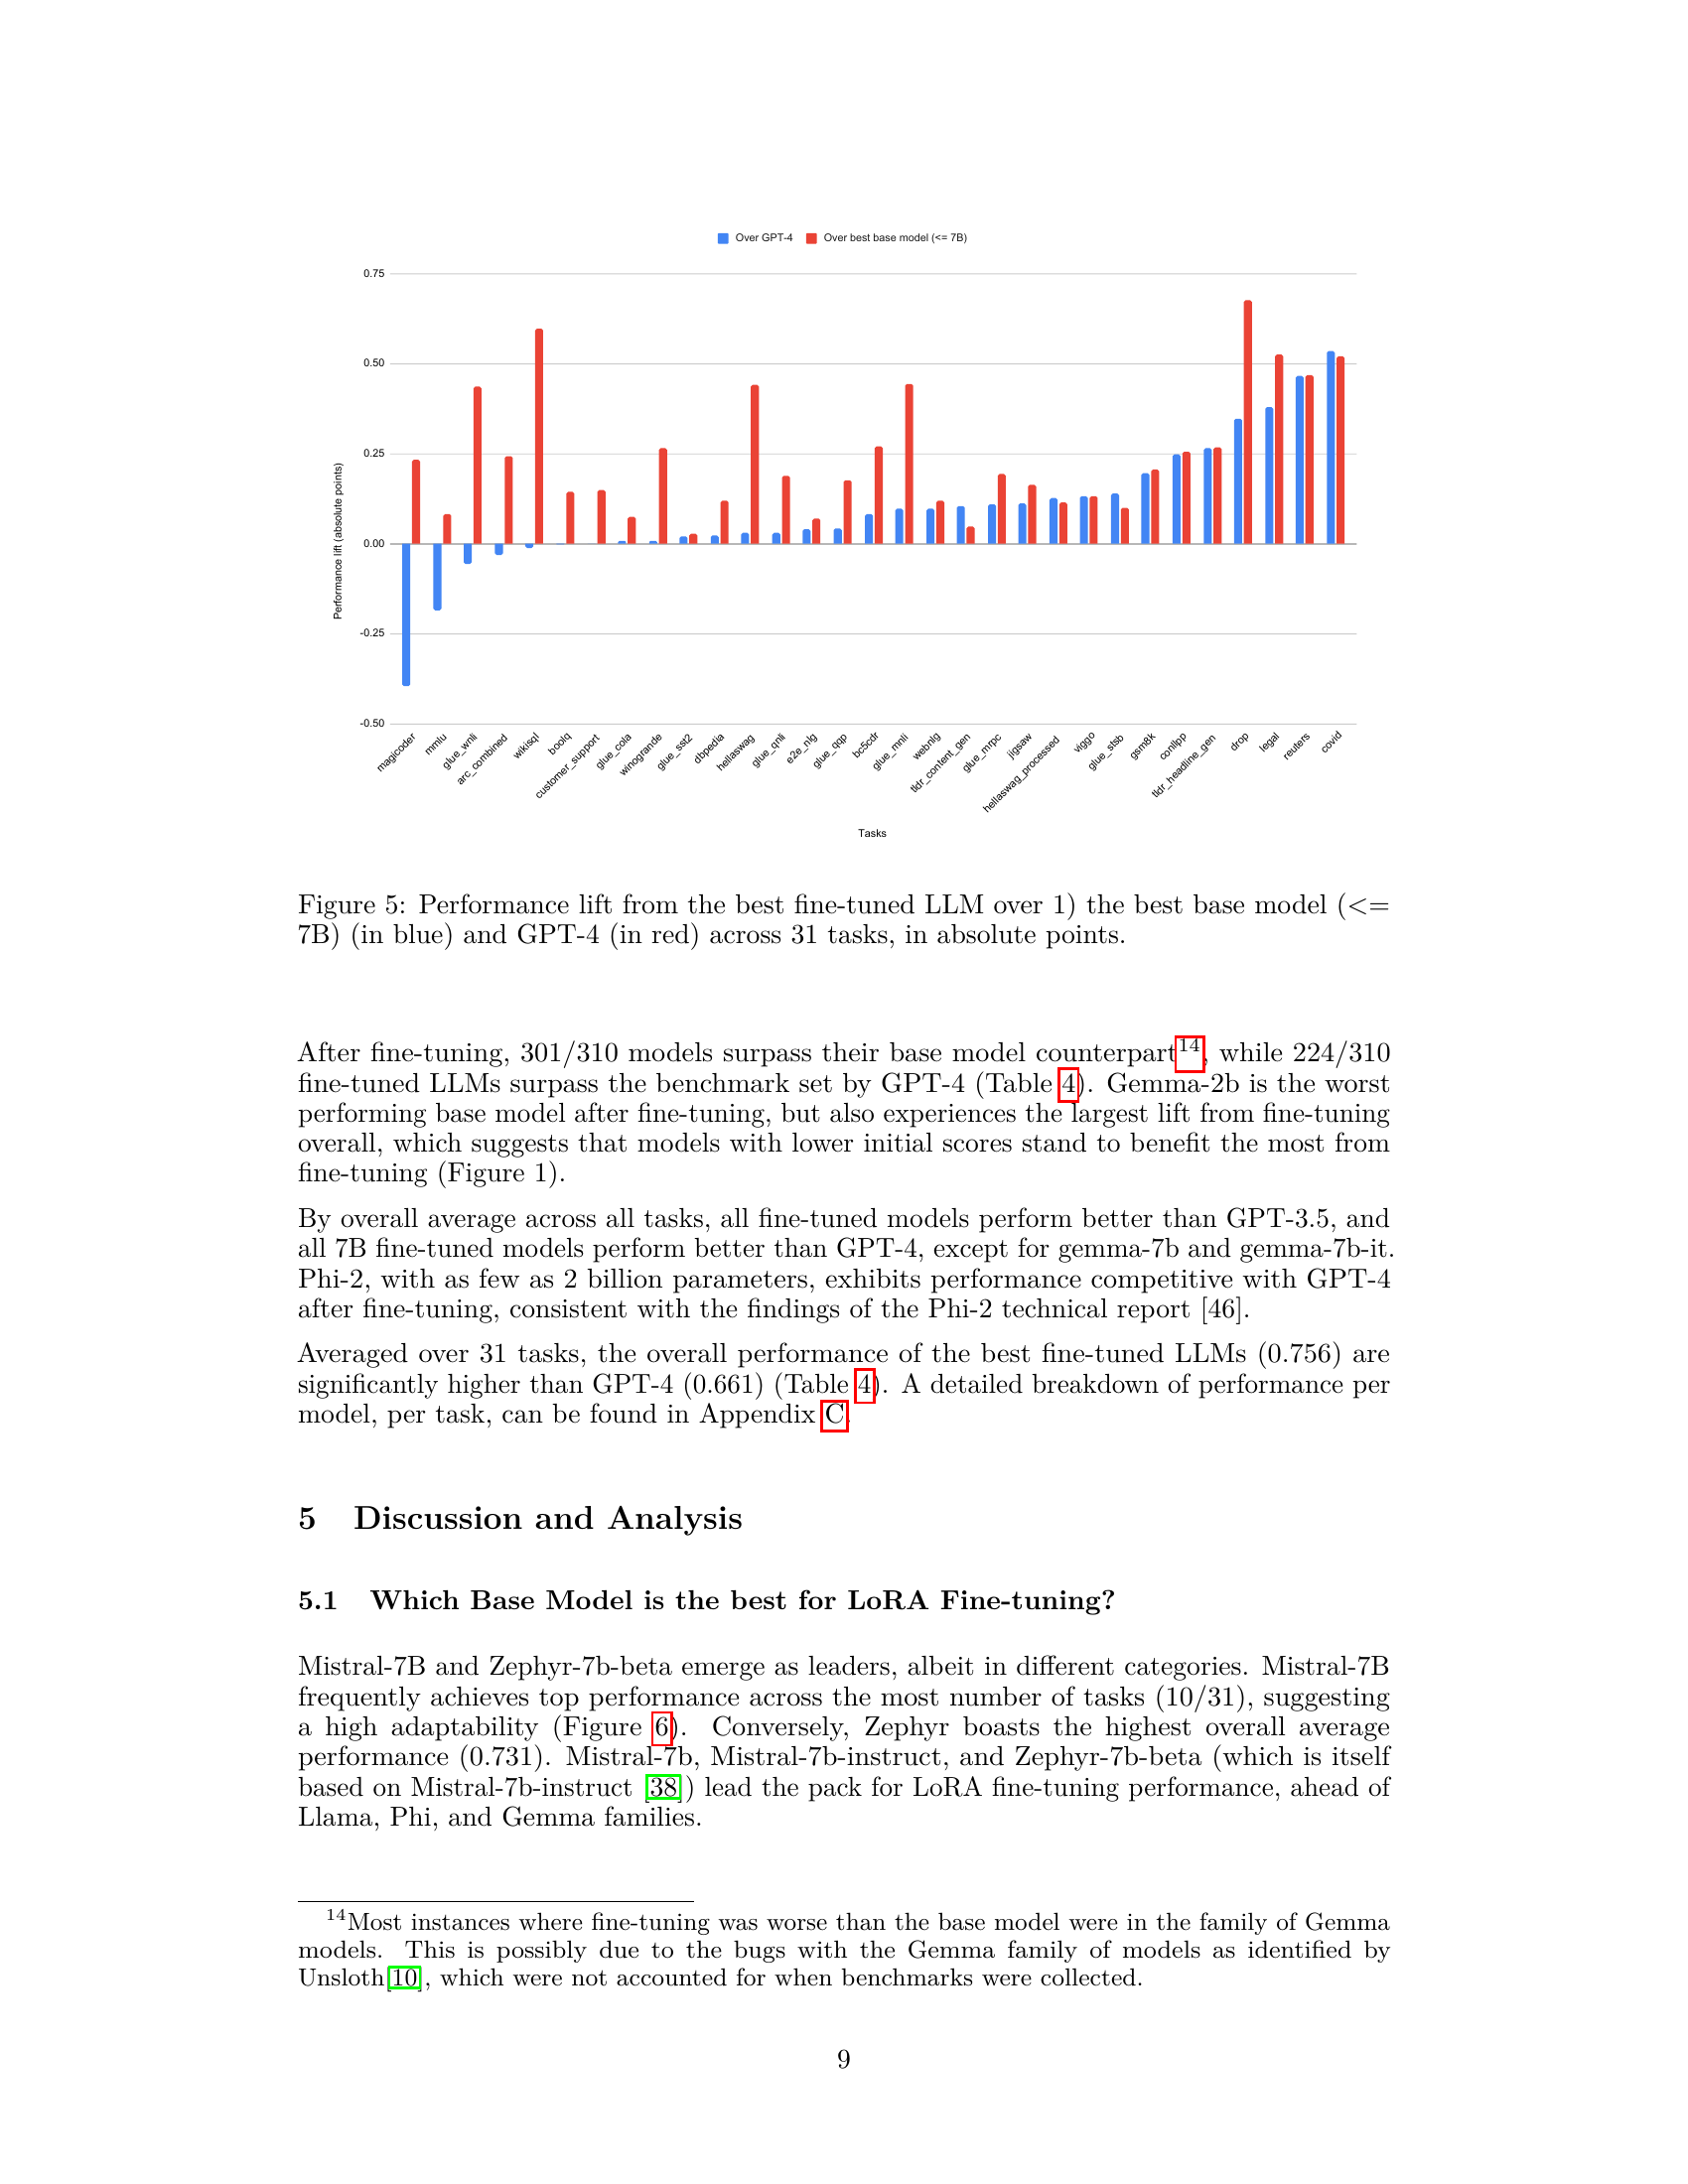 Over GPT-4 Over best base model (<= 7B)
0.75
0.50
0.25
0.00
-0.25
-0.50
Performance lift (absolute points)
magicoder
mmlu
glue_wnli
arc_combined
wikisql
boolq
customer_support
glue_cola
winogrande
glue_sst2
dbpedia
hellaswag
glue_qnli
e2e_nlg
glue_qqp
bc5cdr
glue_mnli
webnlg
tldr_content_gen
glue_mrpc
jigsaw
hellaswag_processed
viggo
glue_stsb
gsm8k
conllpp
tldr_headline_gen
drop
legal
reuters
covid
Tasks
Figure 5: Performance lift from the best fine-tuned LLM over 1) the best base model (<=
7B) (in blue) and GPT-4 (in red) across 31 tasks, in absolute points.
After fine-tuning, 301/310 models surpass their base model counterpart14, while 224/310
fine-tuned LLMs surpass the benchmark set by GPT-4 (Table 4). Gemma-2b is the worst
performing base model after fine-tuning, but also experiences the largest lift from fine-tuning
overall, which suggests that models with lower initial scores stand to benefit the most from
fine-tuning (Figure 1).
By overall average across all tasks, all fine-tuned models perform better than GPT-3.5, and
all 7B fine-tuned models perform better than GPT-4, except for gemma-7b and gemma-7b-it.
Phi-2, with as few as 2 billion parameters, exhibits performance competitive with GPT-4
after fine-tuning, consistent with the findings of the Phi-2 technical report [46].
Averaged over 31 tasks, the overall performance of the best fine-tuned LLMs (0.756) are
significantly higher than GPT-4 (0.661) (Table 4). A detailed breakdown of performance per
model, per task, can be found in Appendix C.
5 Discussion and Analysis
5.1 Which Base Model is the best for LoRA Fine-tuning?
Mistral-7B and Zephyr-7b-beta emerge as leaders, albeit in different categories. Mistral-7B
frequently achieves top performance across the most number of tasks (10/31), suggesting
a high adaptability (Figure 6). Conversely, Zephyr boasts the highest overall average
performance (0.731). Mistral-7b, Mistral-7b-instruct, and Zephyr-7b-beta (which is itself
based on Mistral-7b-instruct [38]) lead the pack for LoRA fine-tuning performance, ahead of
Llama, Phi, and Gemma families.
14Most instances where fine-tuning was worse than the base model were in the family of Gemma
models. This is possibly due to the bugs with the Gemma family of models as identified by
Unsloth[10], which were not accounted for when benchmarks were collected.
9